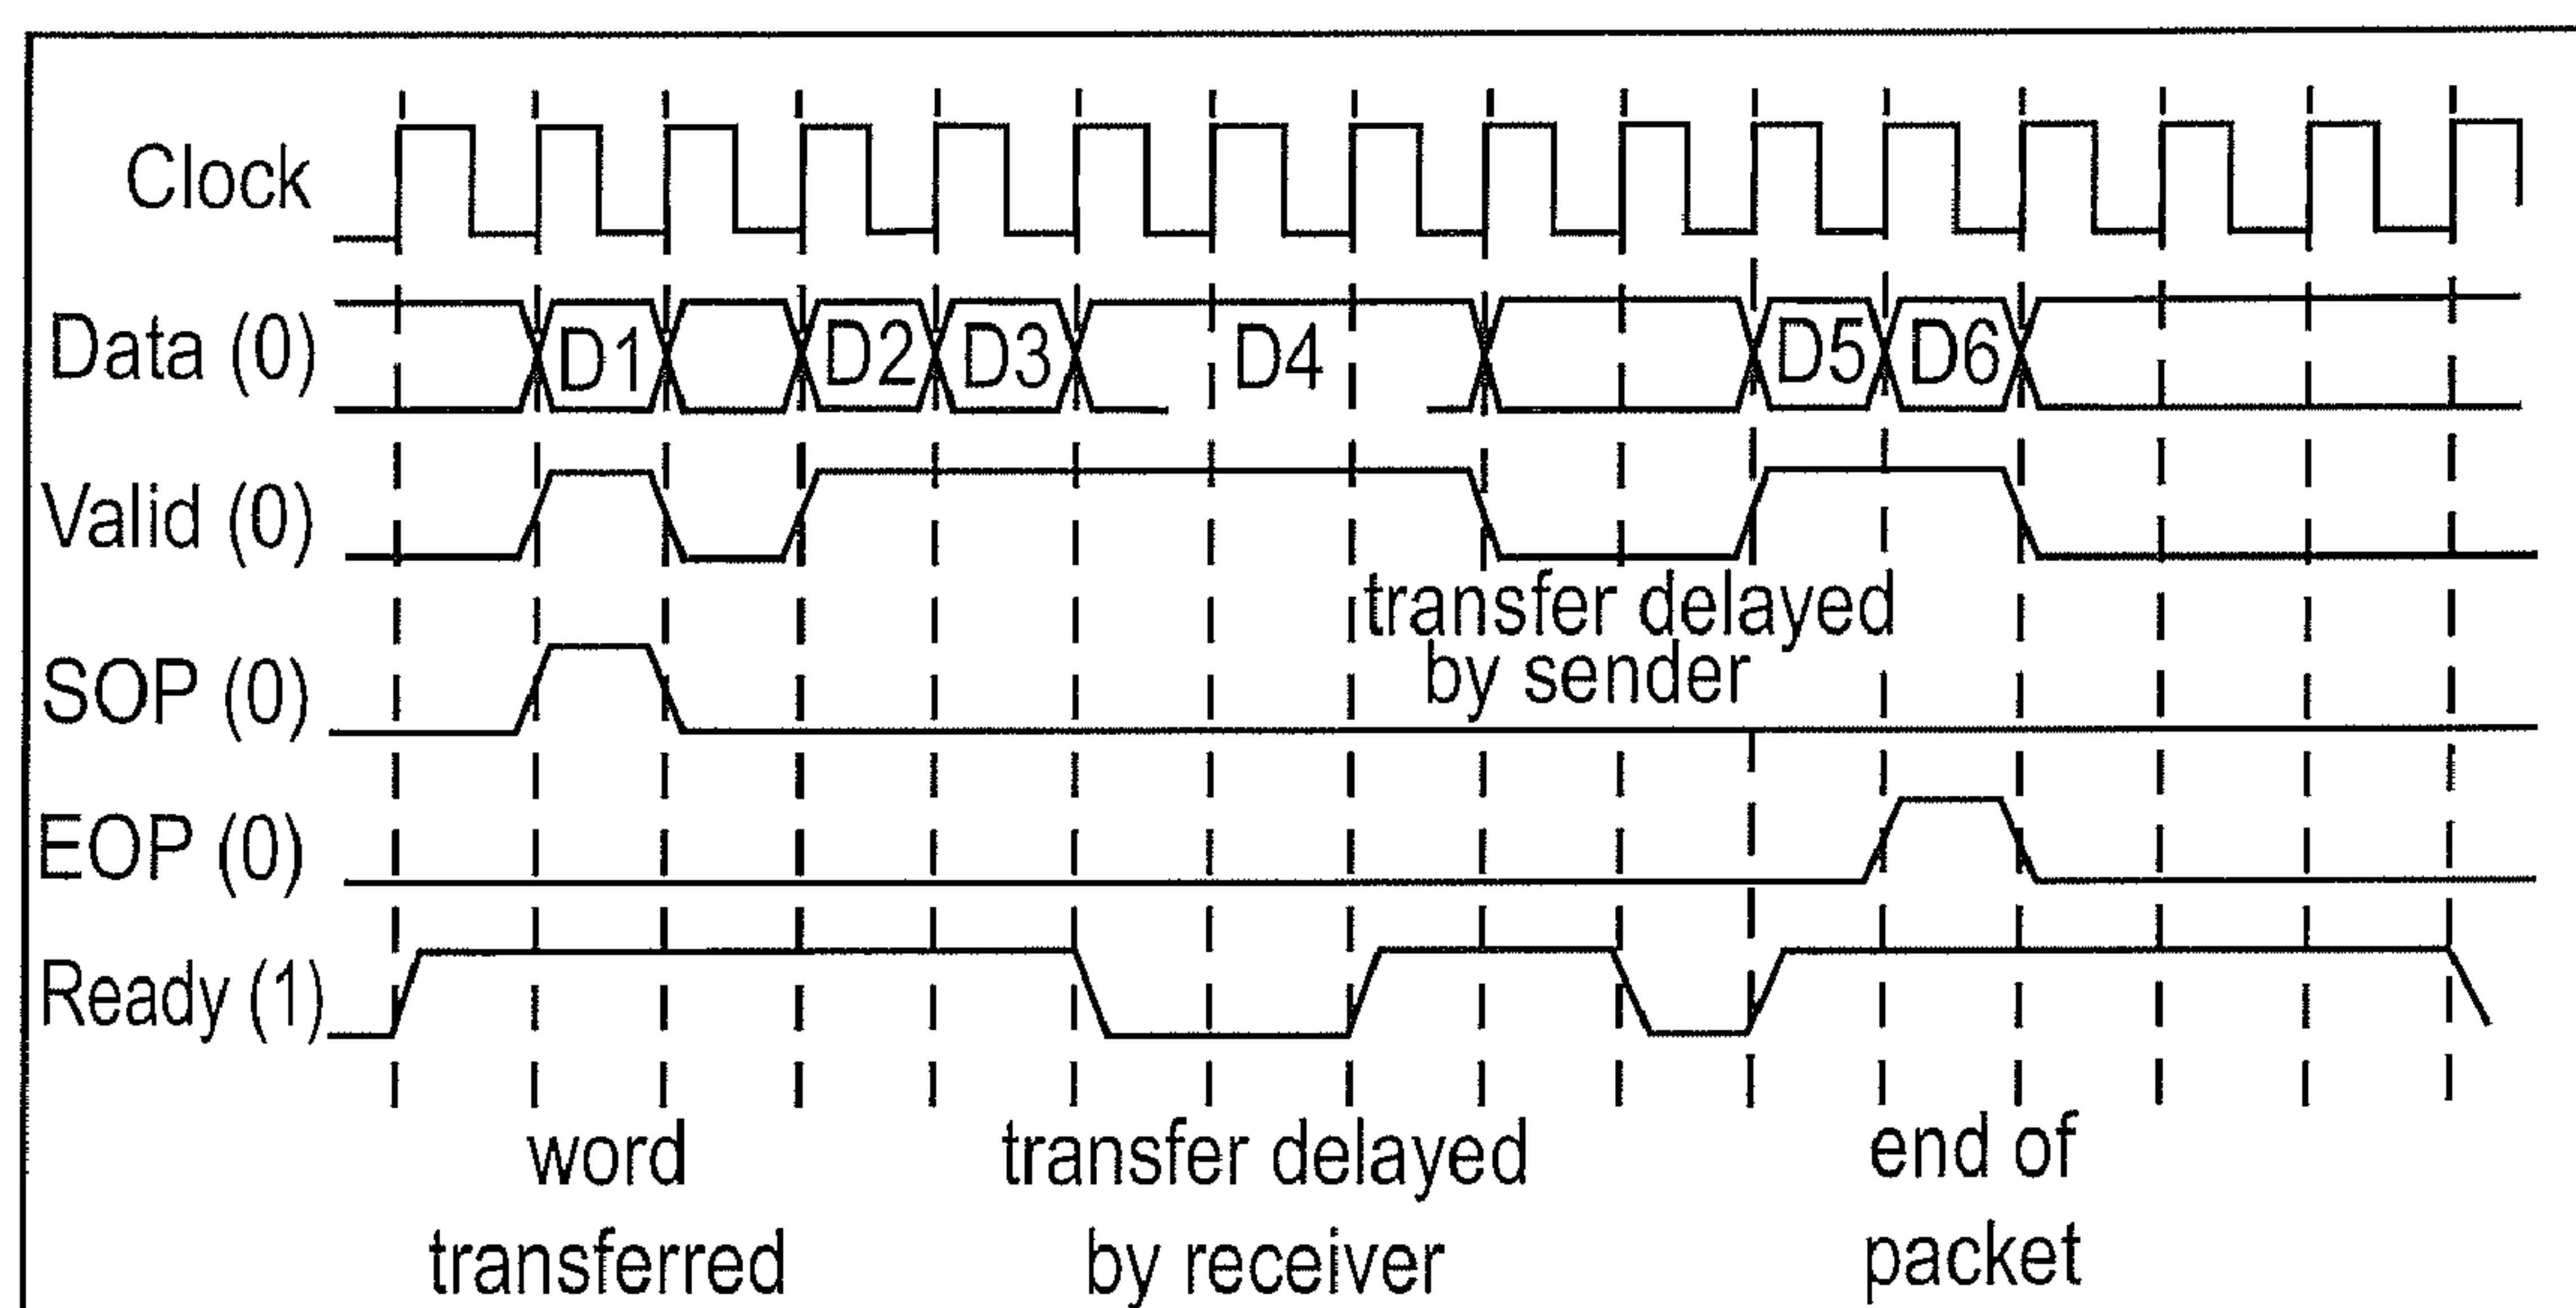 Clock
Data (0)
D1
D2
D3
D4
D5
D6
Valid (0)
transfer delayed
by sender
SOP (0)
EOP (0)
Ready (1)
word
transferred
transfer delayed
by receiver
end of
packet